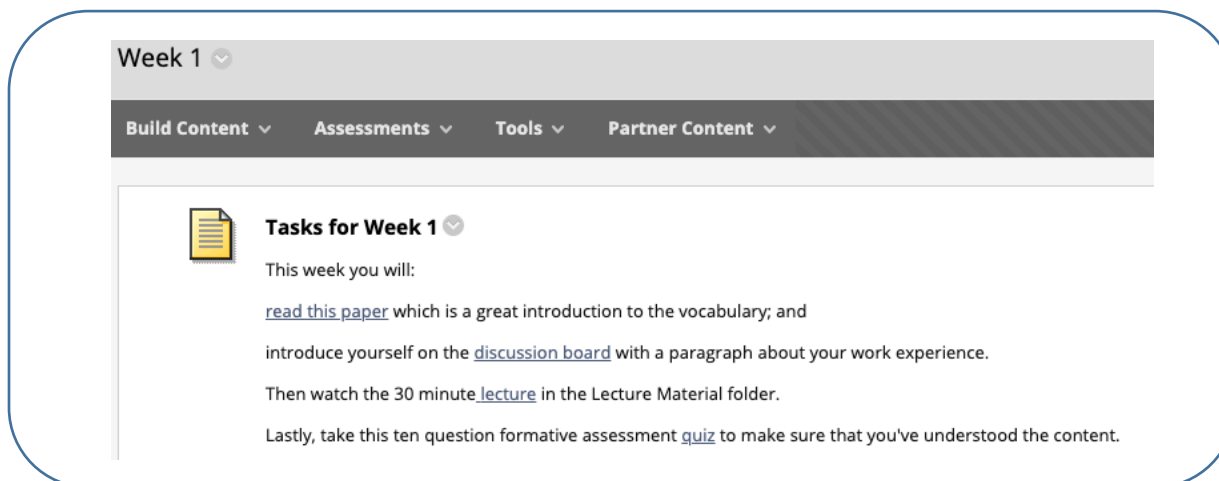 Week 1
Build Content Assessments Tools Partner Content
Tasks for Week 1
This week you will:
read this paper which is a great introduction to the vocabulary; and
introduce yourself on the discussion board with a paragraph about your work experience.
Then watch the 30 minute lecture in the Lecture Material folder.
Lastly, take this ten question formative assessment quiz to make sure that you've understood the content.